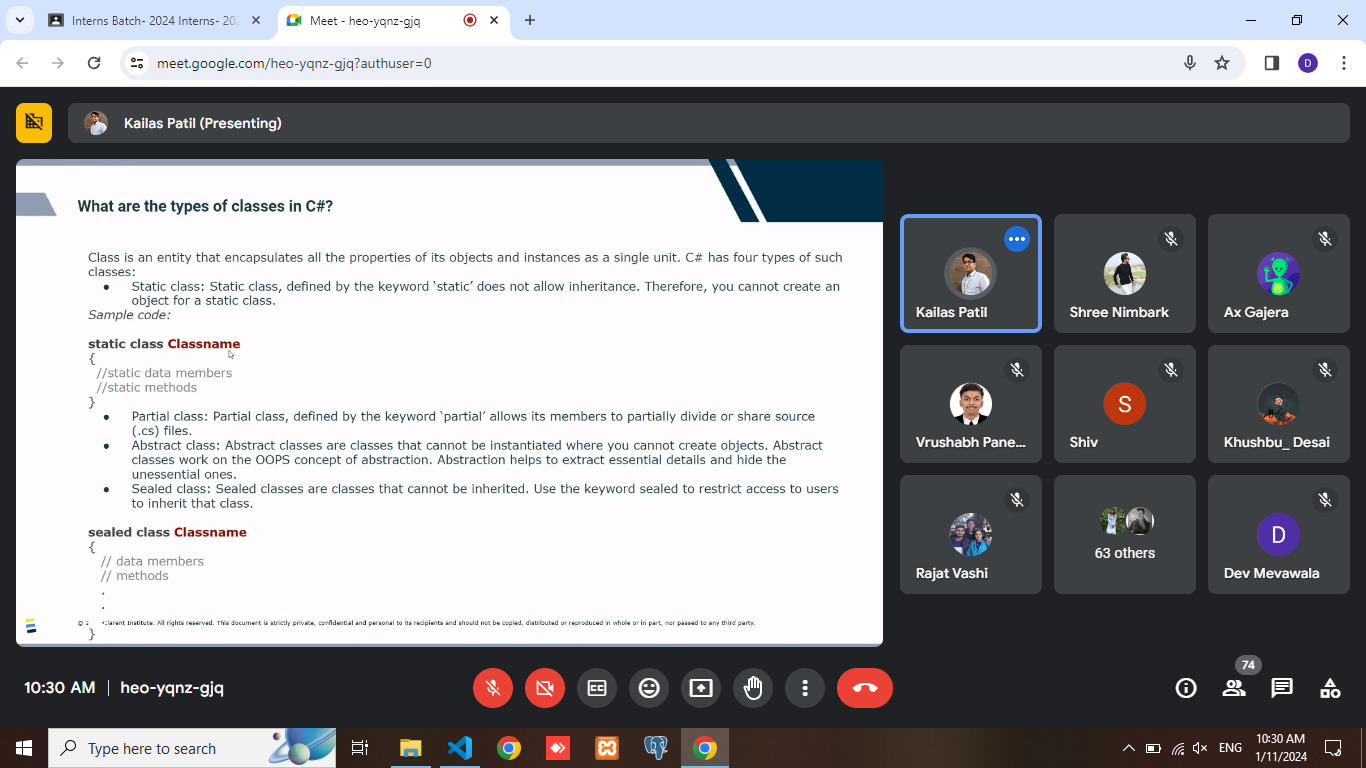 Interns Batch- 2024 Interns- 202
Meet - heo-yqnz-gjq
meet.google.com/heo-yqnz-gjq?authuser=0
D
Kailas Patil (Presenting)
What are the types of classes in C#?
Class is an entity that encapsulates all the properties of its objects and instances as a single unit. C# has four types of such
classes:
● Static class: Static class, defined by the keyword ‘static’ does not allow inheritance. Therefore, you cannot create an
object for a static class.
Sample code:
static class Classname
{
//static data members
//static methods
}
● Partial class: Partial class, defined by the keyword ‘partial’ allows its members to partially divide or share source
(.cs) files.
● Abstract class: Abstract classes are classes that cannot be instantiated where you cannot create objects. Abstract
classes work on the OOPS concept of abstraction. Abstraction helps to extract essential details and hide the
unessential ones.
● Sealed class: Sealed classes are classes that cannot be inherited. Use the keyword sealed to restrict access to users
to inherit that class.
sealed class Classname
{
// data members
// methods
.
.
© Institute. All rights reserved. This document is strictly private, confidential and personal to its recipients and should not be copied, distributed or reproduced in whole or in part, nor passed to any third party.
}
Kailas Patil
Shree Nimbark
Ax Gajera
Vrushabh Pane...
S
Shiv
Khushbu_ Desai
Rajat Vashi
63 others
D
Dev Mevawala
10:30 AM | heo-yqnz-gjq
74
Type here to search
ENG
10:30 AM
1/11/2024